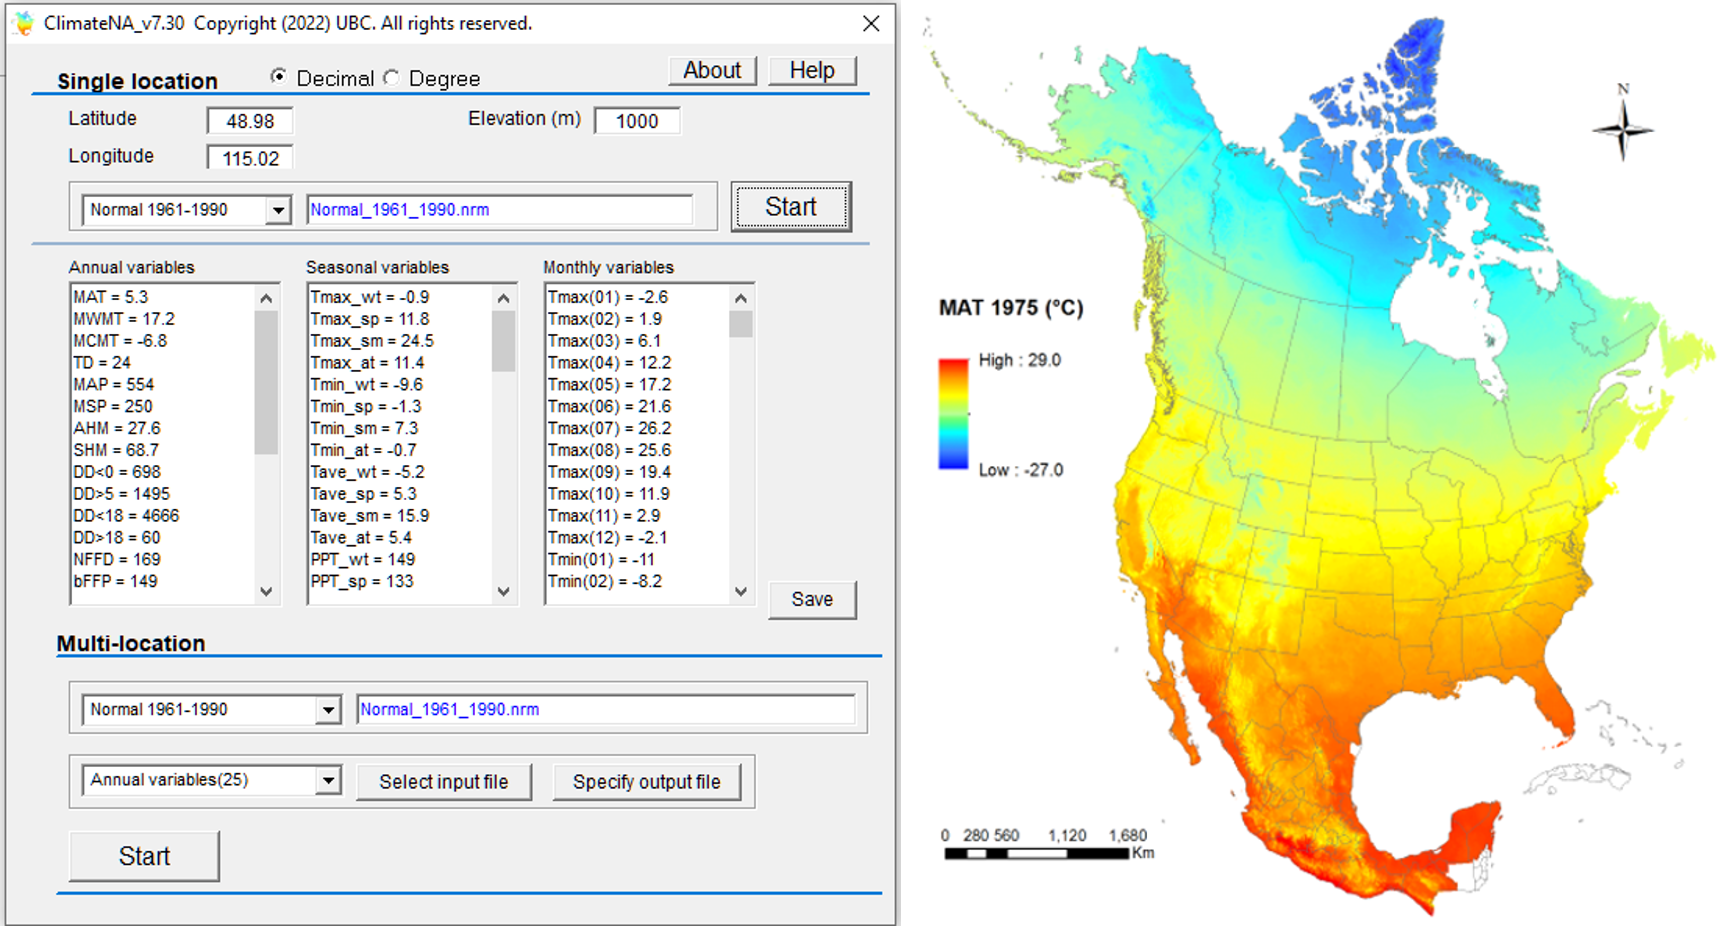 ClimateNA_v7.30 Copyright (2022) UBC. All rights reserved.
Single location
Decimal
Degree
About
Help
Latitude
48.98
Elevation (m)
1000
Longitude
115.02
Normal 1961-1990
Normal_1961_1990.nrm
Start
Annual variables
MAT = 5.3
MWMT = 17.2
MCMT = -6.8
TD = 24
MAP = 554
MSP = 250
AHM = 27.6
SHM = 68.7
DD<0 = 698
DD>5 = 1495
DD<18 = 4666
DD>18 = 60
NFFD = 169
bFFP = 149
Seasonal variables
Tmax_wt = -0.9
Tmax_sp = 11.8
Tmax_sm = 24.5
Tmax_at = 11.4
Tmin_wt = -9.6
Tmin_sp = -1.3
Tmin_sm = 7.3
Tmin_at = -0.7
Tave_wt = -5.2
Tave_sp = 5.3
Tave_sm = 15.9
Tave_at = 5.4
PPT_wt = 149
PPT_sp = 133
Monthly variables
Tmax(01) = -2.6
Tmax(02) = 1.9
Tmax(03) = 6.1
Tmax(04) = 12.2
Tmax(05) = 17.2
Tmax(06) = 21.6
Tmax(07) = 26.2
Tmax(08) = 25.6
Tmax(09) = 19.4
Tmax(10) = 11.9
Tmax(11) = 2.9
Tmax(12) = -2.1
Tmin(01) = -11
Tmin(02) = -8.2
Save
Multi-location
Normal 1961-1990
Normal_1961_1990.nrm
Annual variables(25)
Select input file
Specify output file
Start
N
MAT 1975 (°C)
High : 29.0
Low : -27.0
0 280 560 1,120 1,680
Km